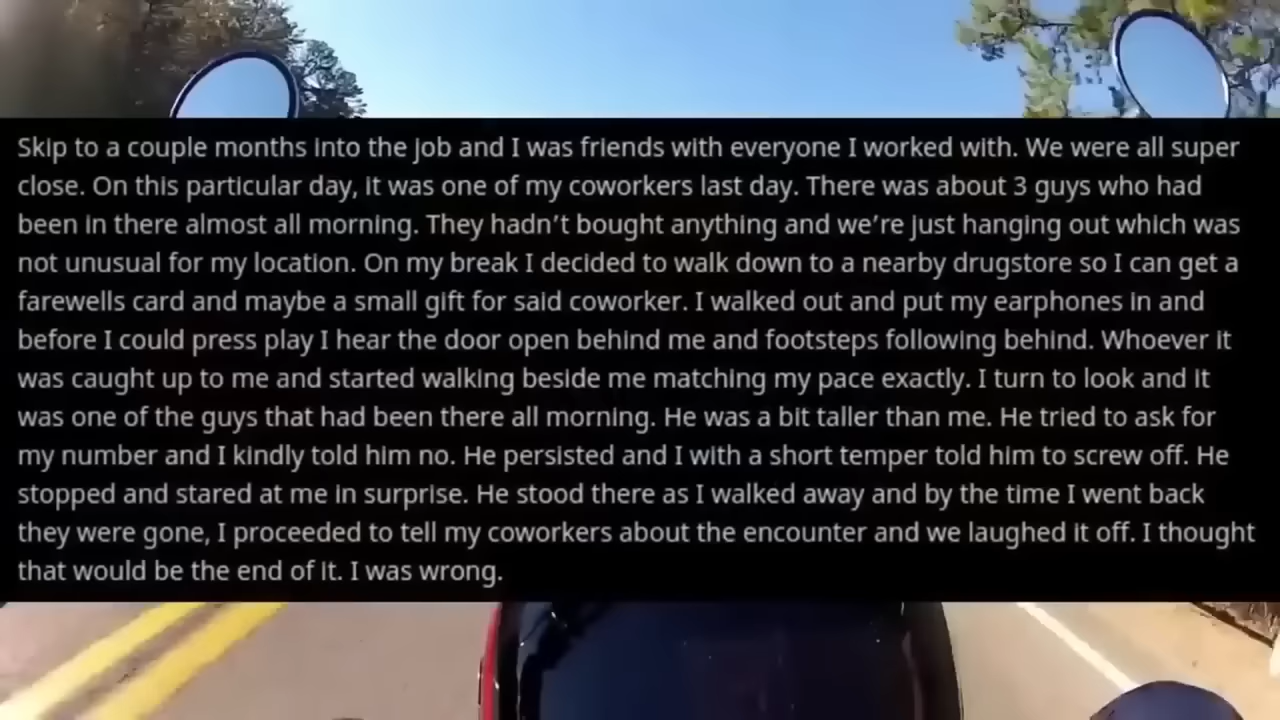 Skip to a couple months into the job and I was friends with everyone I worked with. We were all super
close. On this particular day, it was one of my coworkers last day. There was about 3 guys who had
been in there almost all morning. They hadn’t bought anything and we’re just hanging out which was
not unusual for my location. On my break I decided to walk down to a nearby drugstore so I can get a
farewells card and maybe a small gift for said coworker. I walked out and put my earphones in and
before I could press play I hear the door open behind me and footsteps following behind. Whoever it
was caught up to me and started walking beside me matching my pace exactly. I turn to look and it
was one of the guys that had been there all morning. He was a bit taller than me. He tried to ask for
my number and I kindly told him no. He persisted and I with a short temper told him to screw off. He
stopped and stared at me in surprise. He stood there as I walked away and by the time I went back
they were gone, I proceeded to tell my coworkers about the encounter and we laughed it off. I thought
that would be the end of it. I was wrong.